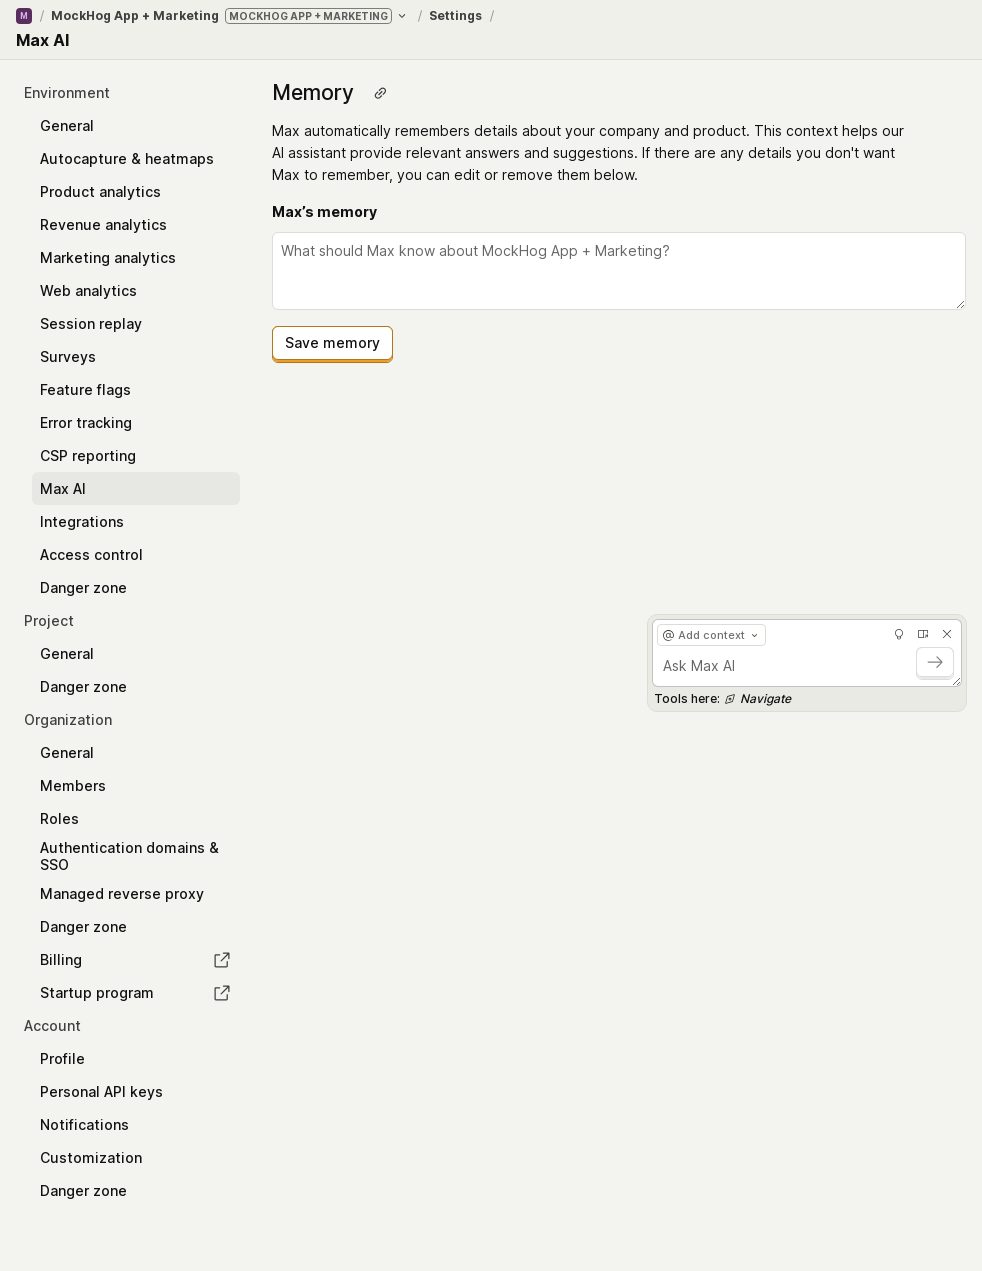 M / MockHog App + Marketing MOCKHOG APP + MARKETING / Settings /
Max AI
Environment
General
Autocapture & heatmaps
Product analytics
Revenue analytics
Marketing analytics
Web analytics
Session replay
Surveys
Feature flags
Error tracking
CSP reporting
Max AI
Integrations
Access control
Danger zone
Project
General
Danger zone
Organization
General
Members
Roles
Authentication domains &
SSO
Managed reverse proxy
Danger zone
Billing
Startup program
Account
Profile
Personal API keys
Notifications
Customization
Danger zone
Memory
Max automatically remembers details about your company and product. This context helps our
AI assistant provide relevant answers and suggestions. If there are any details you don't want
Max to remember, you can edit or remove them below.
Max’s memory
What should Max know about MockHog App + Marketing?
Save memory
@ Add context
Ask Max AI
Tools here: Navigate